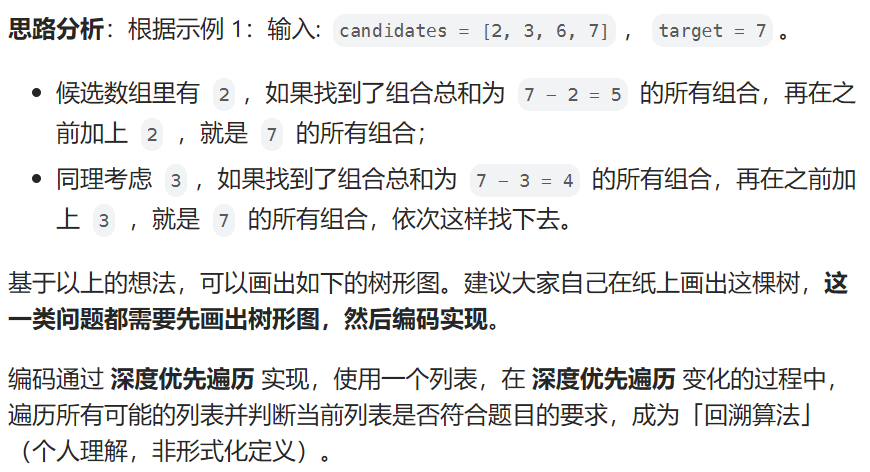 思路分析：根据示例 1：输入: candidates = [2, 3, 6, 7] ， target = 7 。
• 候选数组里有 2 ，如果找到了组合总和为 7 - 2 = 5 的所有组合，再在之
前加上 2 ，就是 7 的所有组合；
• 同理考虑 3 ，如果找到了组合总和为 7 - 3 = 4 的所有组合，再在之前加
上 3 ，就是 7 的所有组合，依次这样找下去。
基于以上的想法，可以画出如下的树形图。建议大家自己在纸上画出这棵树，这
一类问题都需要先画出树形图，然后编码实现。
编码通过 深度优先遍历 实现，使用一个列表，在 深度优先遍历 变化的过程中，
遍历所有可能的列表并判断当前列表是否符合题目的要求，成为「回溯算法」
（个人理解，非形式化定义）。